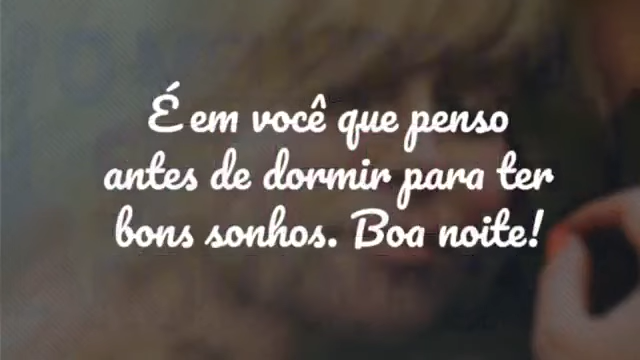 É em você que penso
antes de dormir para ter
bons sonhos. Boa noite!